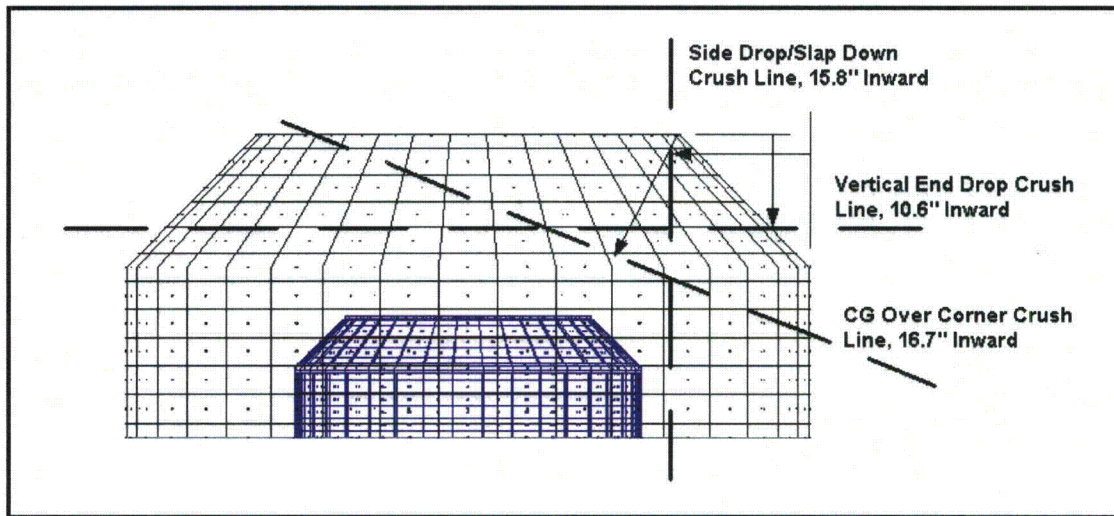 Side Drop/Slap Down
Crush Line, 15.8" Inward
Vertical End Drop Crush
Line, 10.6" Inward
CG Over Corner Crush
Line, 16.7" Inward